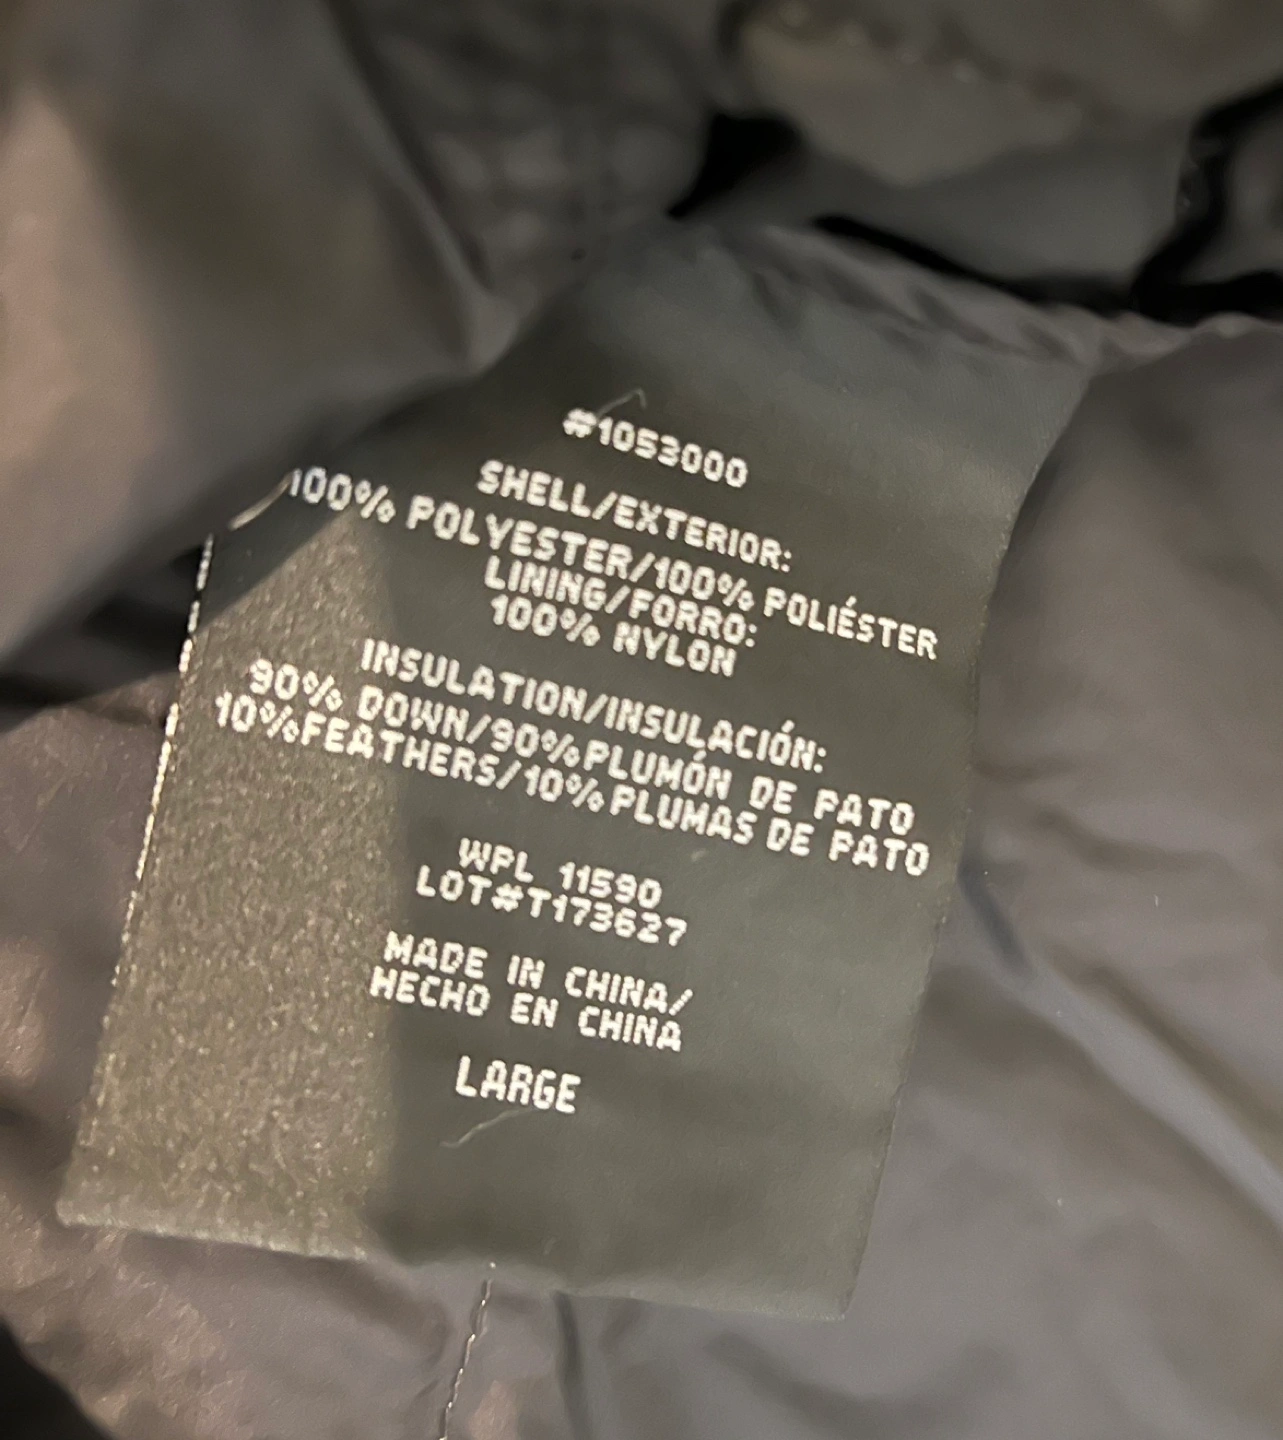 #1053000
SHELL/EXTERIOR:
100% POLYESTER/100% POLIÉSTER
LINING/FORRO:
100% NYLON
INSULATION/INSULACIÓN:
90% DOWN/90%PLUMÓN DE PATO
10%FEATHERS/10%PLUMAS DE PATO
WPL 11590
LOT#T173627
MADE IN CHINA/
HECHO EN CHINA
LARGE